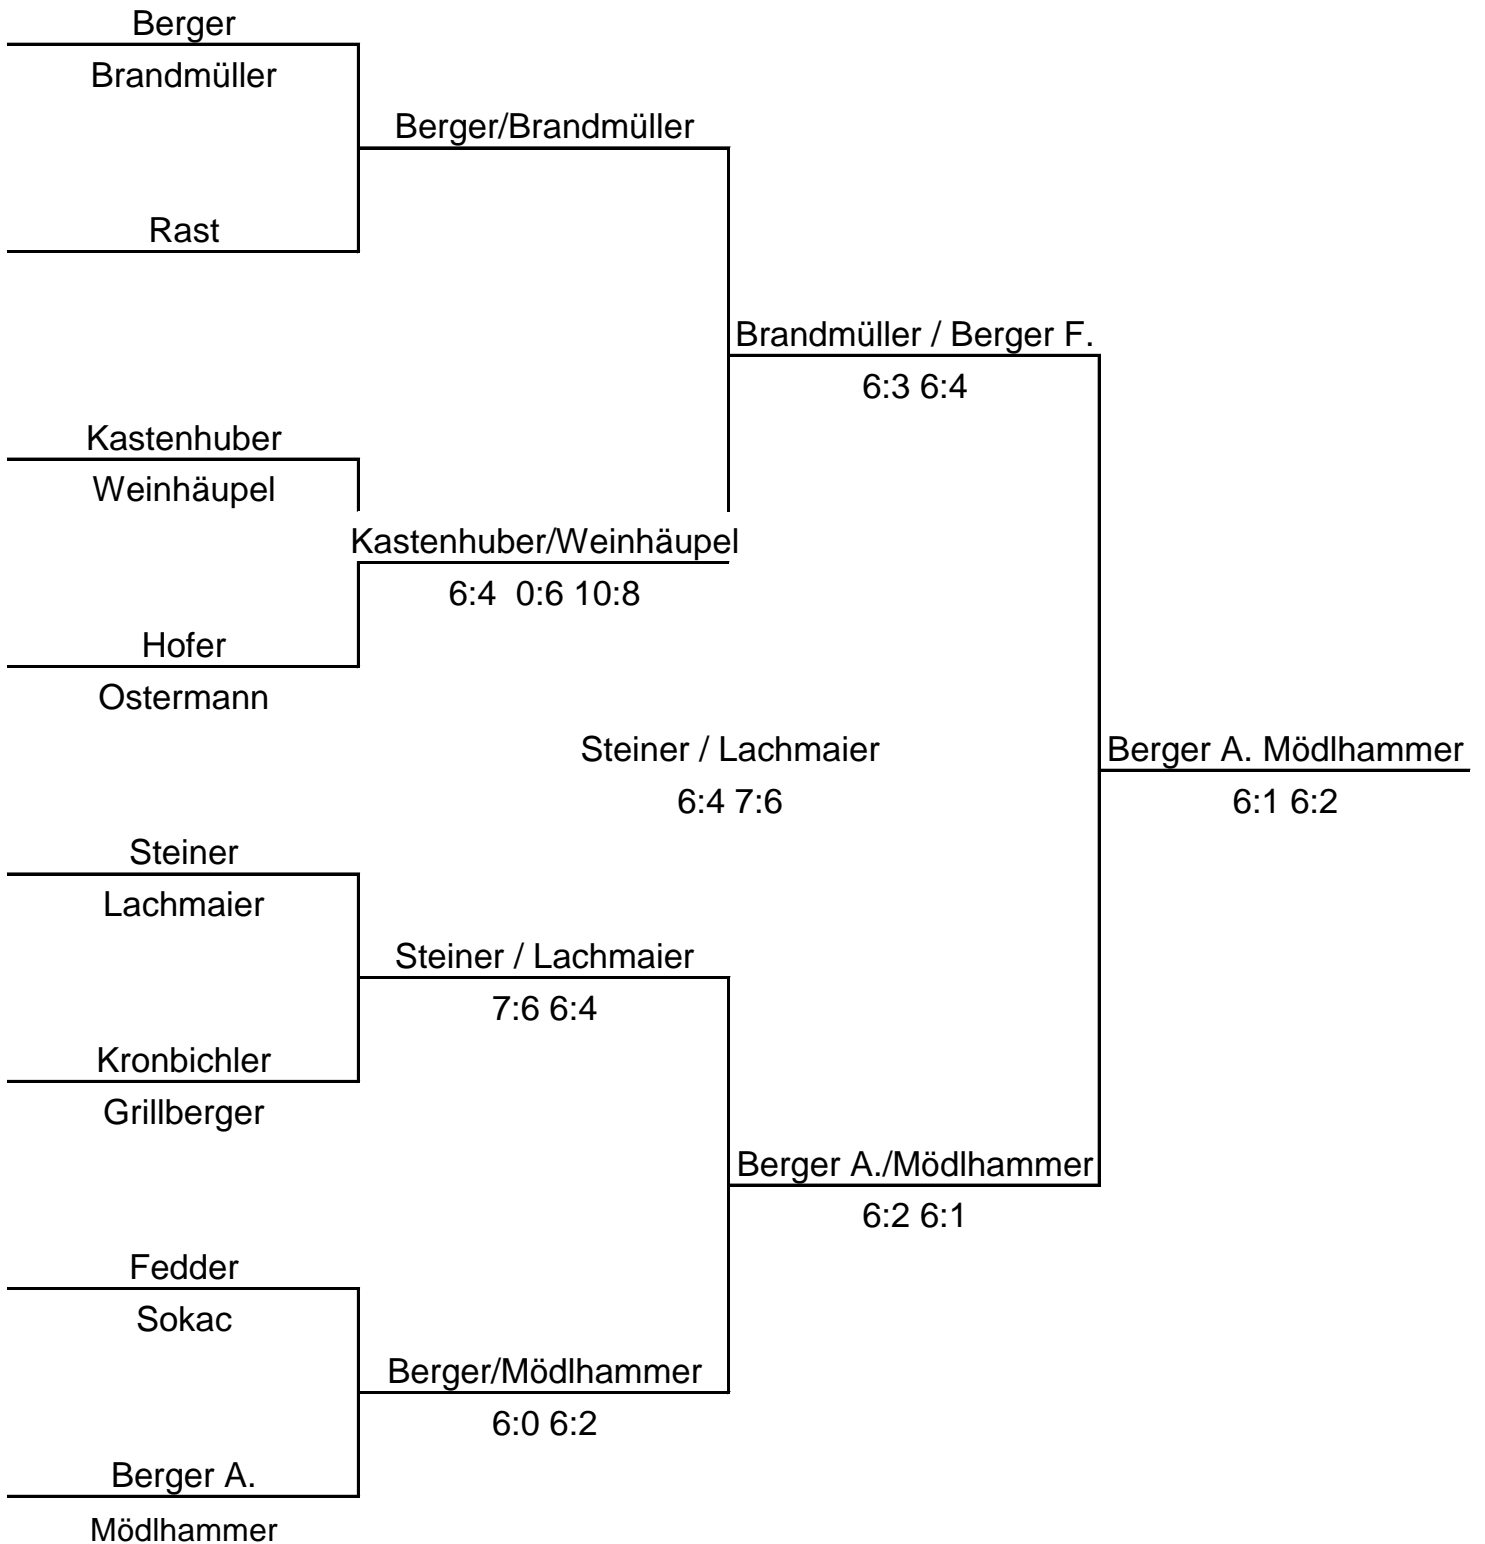 Berger
Brandmüller
Berger/Brandmüller
Rast
Brandmüller / Berger F.
6:3 6:4
Kastenhuber
Weinhäupel
Kastenhuber/Weinhäupel
6:4  0:6 10:8
Hofer
Ostermann
Steiner / Lachmaier
6:4 7:6
Berger A. Mödlhammer
6:1 6:2
Steiner
Lachmaier
Steiner / Lachmaier
7:6 6:4
Kronbichler
Grillberger
Berger A./Mödlhammer
6:2 6:1
Fedder
Sokac
Berger/Mödlhammer
6:0 6:2
Berger A.
Mödlhammer